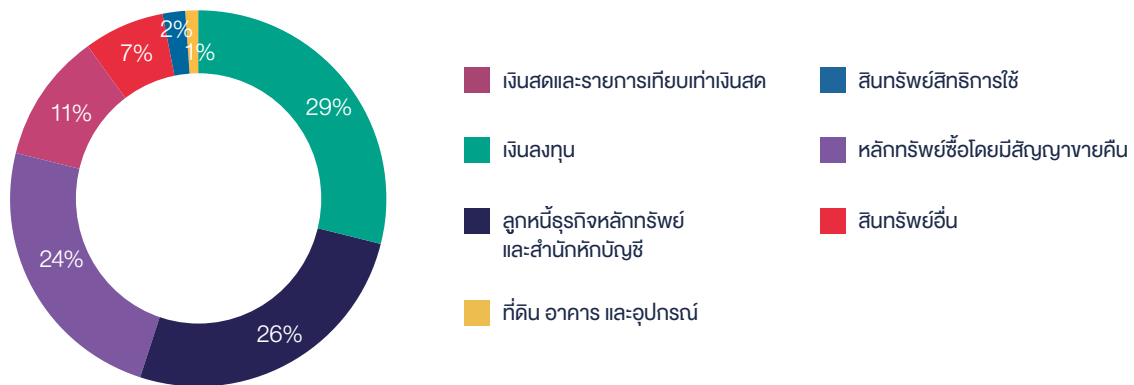 2%
1%
7%
29%
11%
24%
26%
เงินสดและรายการเทียบเท่าเงินสด
เงินลงทุน
ลูกหนี้ธุรกิจหลักทรัพย์
และสำนักหักบัญชี
ที่ดิน อาคาร และอุปกรณ์
สินทรัพย์สิทธิการใช้
หลักทรัพย์ซื้อโดยมีสัญญาขายคืน
สินทรัพย์อื่น